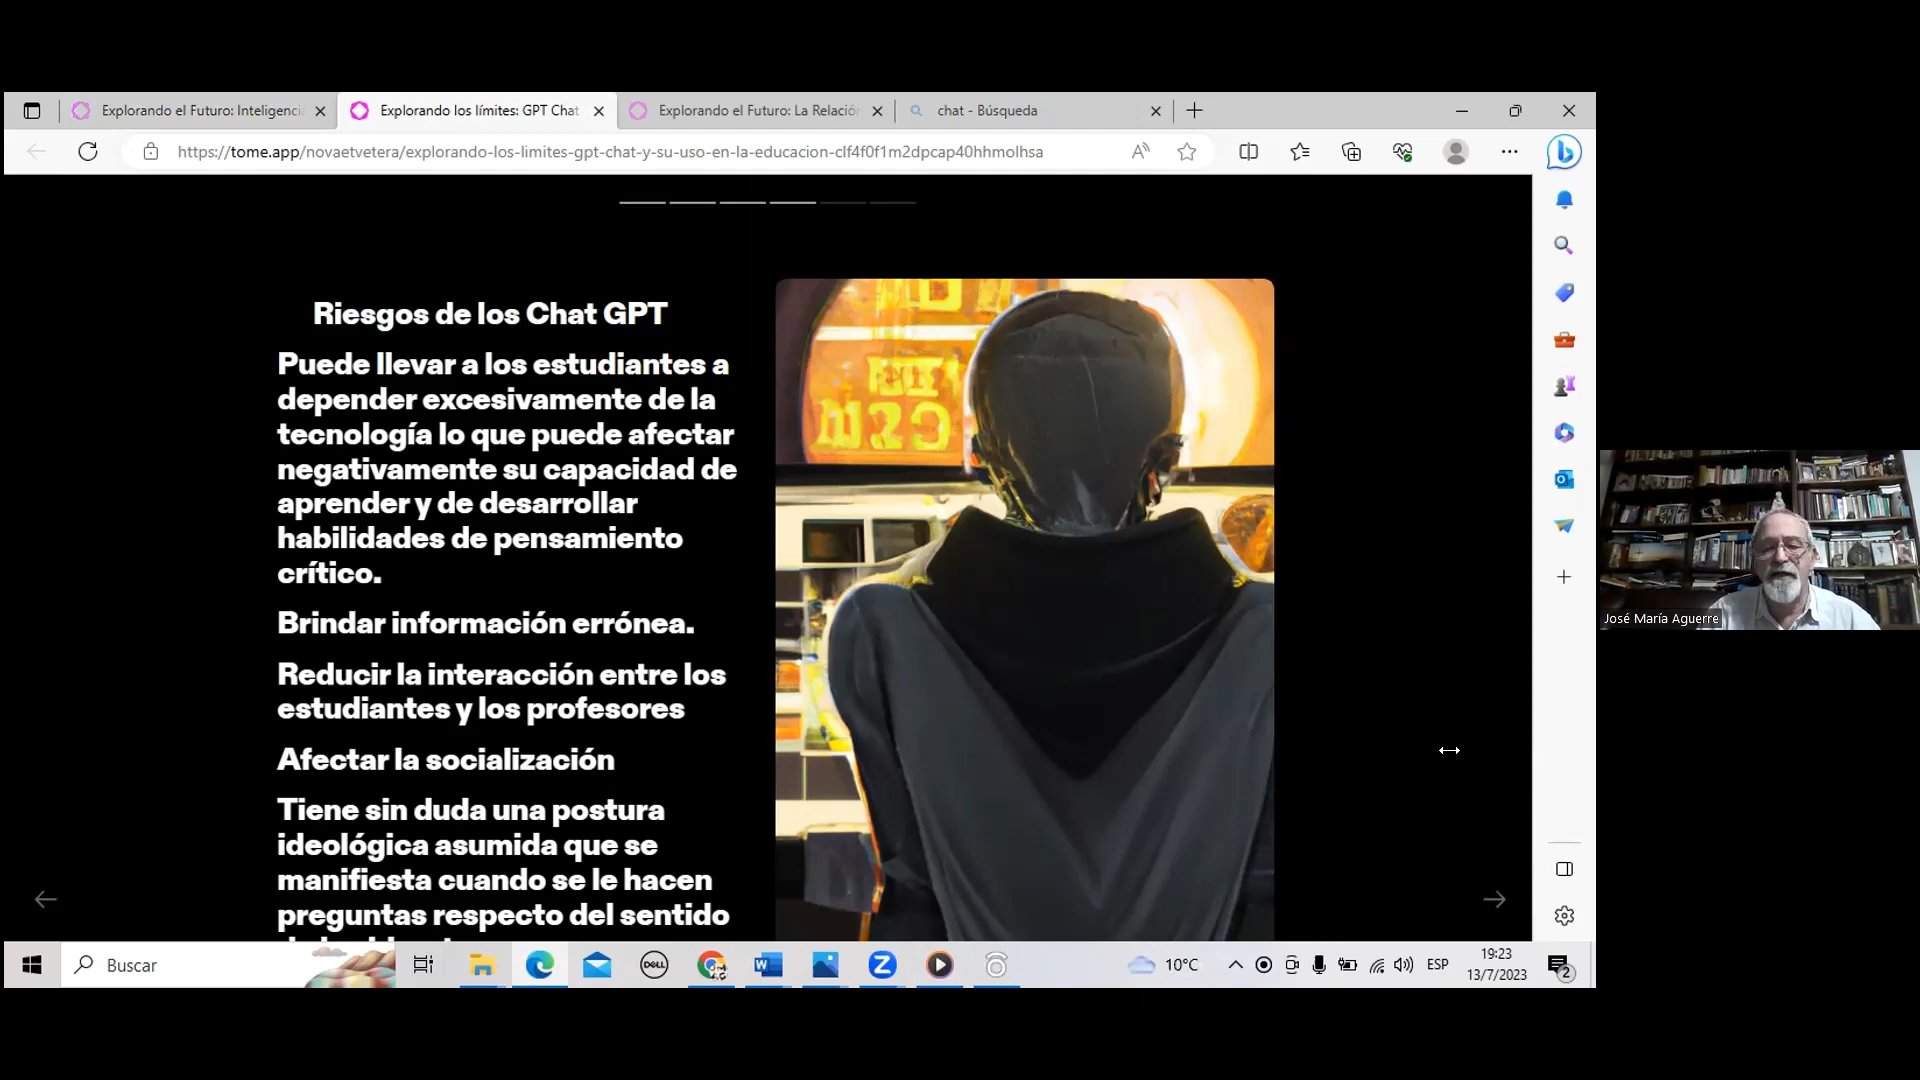 Explorando el Futuro: Inteligenci
Explorando los límites: GPT Chat
Explorando el Futuro: La Relación
chat - Búsqueda
https://tome.app/novaetvetera/explorando-los-limites-gpt-chat-y-su-uso-en-la-educacion-clf4f0f1m2dpcap40hhmolhsa
Riesgos de los Chat GPT
Puede llevar a los estudiantes a
depender excesivamente de la
tecnología lo que puede afectar
negativamente su capacidad de
aprender y de desarrollar
habilidades de pensamiento
crítico.
Brindar información errónea.
Reducir la interacción entre los
estudiantes y los profesores
Afectar la socialización
Tiene sin duda una postura
ideológica asumida que se
manifiesta cuando se le hacen
preguntas respecto del sentido
José María Aguerre
Buscar
DELL
10°C
ESP
19:23
13/7/2023
2